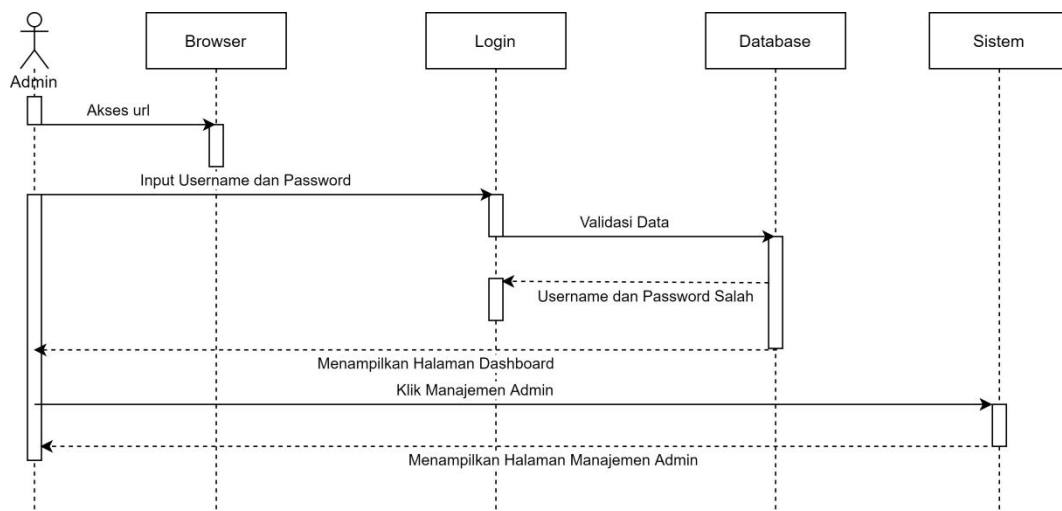 Browser
Login
Database
Sistem
Admin
Akses url
Input Username dan Password
Validasi Data
Username dan Password Salah
Menampilkan Halaman Dashboard
Klik Manajemen Admin
Menampilkan Halaman Manajemen Admin